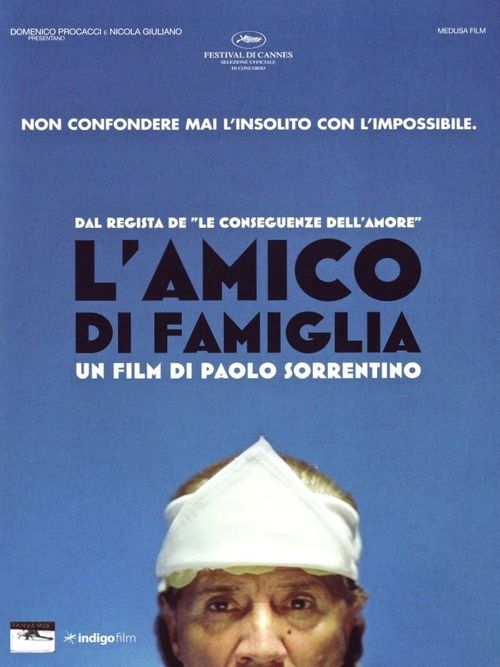 DOMENICO PROCACCI E NICOLA GIULIANO
PRESENTANO
MEDUSA FILM
FESTIVAL DI CANNES
SELEZIONE UFFICIALE
IN CONCORSO
NON CONFONDERE MAI L'INSOLITO CON L'IMPOSSIBILE.
DAL REGISTA DE "LE CONSEGUENZE DELL'AMORE"
L'AMICO
DI FAMIGLIA
UN FILM DI PAOLO SORRENTINO
FANDANGO
indigofilm